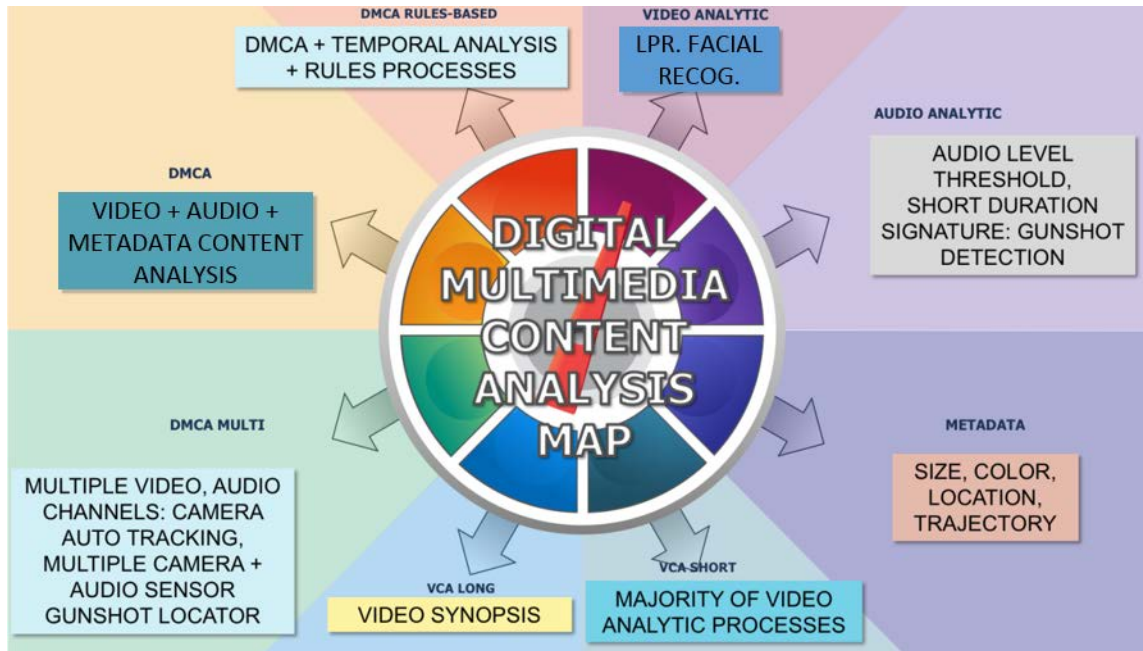 DMCA RULES-BASED
DMCA + TEMPORAL ANALYSIS
+ RULES PROCESSES
VIDEO ANALYTIC
LPR. FACIAL
RECOG.
AUDIO ANALYTIC
AUDIO LEVEL
THRESHOLD,
SHORT DURATION
SIGNATURE: GUNSHOT
DETECTION
DMCA
VIDEO + AUDIO +
METADATA CONTENT
ANALYSIS
DIGITAL
MULTIMEDIA
CONTENT
ANALYSIS
MAP
DMCA MULTI
MULTIPLE VIDEO, AUDIO
CHANNELS: CAMERA
AUTO TRACKING,
MULTIPLE CAMERA +
AUDIO SENSOR
GUNSHOT LOCATOR
METADATA
SIZE, COLOR,
LOCATION,
TRAJECTORY
VCA LONG
VIDEO SYNOPSIS
VCA SHORT
MAJORITY OF VIDEO
ANALYTIC PROCESSES